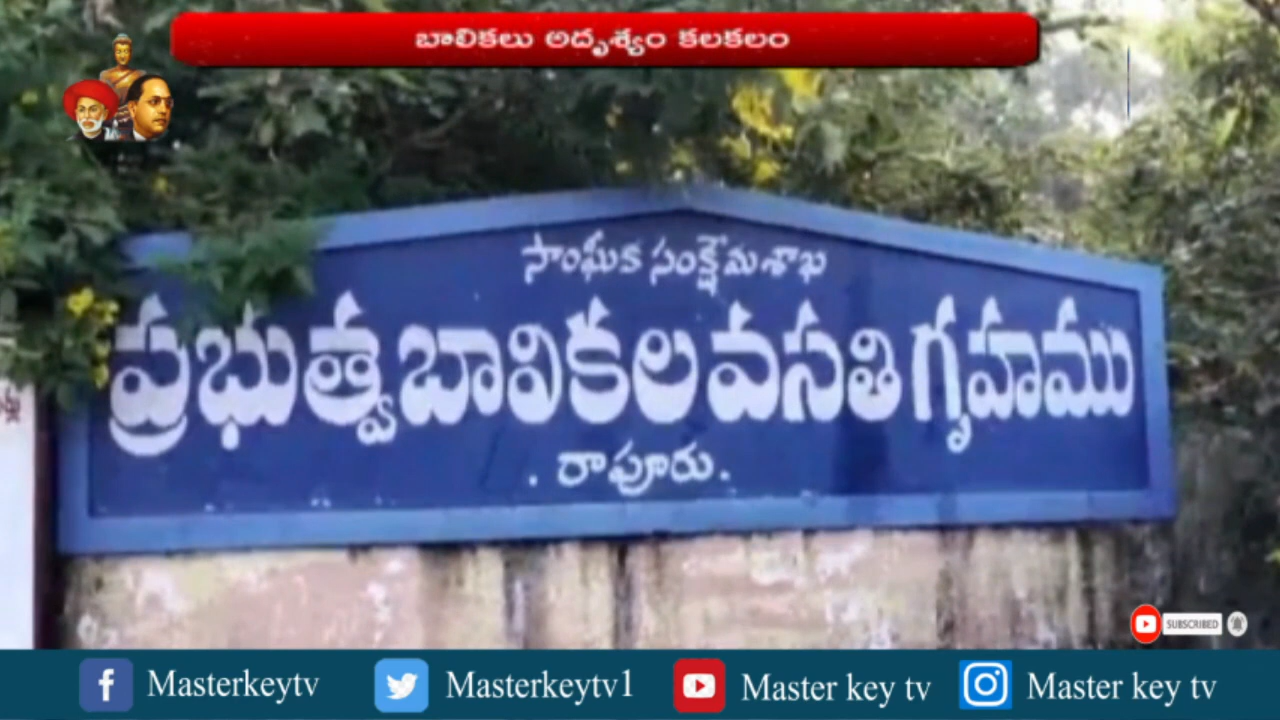 బాలికలు అదృశ్యం కలకలం
సాంఘీక సంక్షేమ శాఖ
ప్రభుత్వ బాలికల వసతి గృహము
. రాపూరు .
SUBSCRIBED
Masterkeytv Masterkeytv1 Master key tv Master key tv